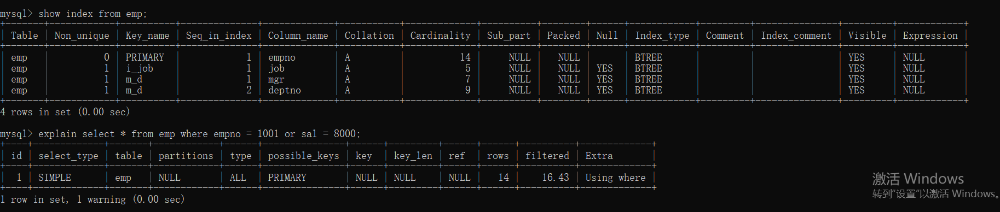 mysql> show index from emp;
+-------+------------+----------+--------------+-------------+-----------+-------------+----------+--------+------+------------+---------+---------------+---------+------------+
| Table | Non_unique | Key_name | Seq_in_index | Column_name | Collation | Cardinality | Sub_part | Packed | Null | Index_type | Comment | Index_comment | Visible | Expression |
+-------+------------+----------+--------------+-------------+-----------+-------------+----------+--------+------+------------+---------+---------------+---------+------------+
| emp   |          0 | PRIMARY  |            1 | empno       | A         |          14 |     NULL |   NULL |      | BTREE      |         |               | YES     | NULL       |
| emp   |          1 | i_job    |            1 | job         | A         |           5 |     NULL |   NULL | YES  | BTREE      |         |               | YES     | NULL       |
| emp   |          1 | m_d      |            1 | mgr         | A         |           7 |     NULL |   NULL | YES  | BTREE      |         |               | YES     | NULL       |
| emp   |          1 | m_d      |            2 | deptno      | A         |           9 |     NULL |   NULL | YES  | BTREE      |         |               | YES     | NULL       |
+-------+------------+----------+--------------+-------------+-----------+-------------+----------+--------+------+------------+---------+---------------+---------+------------+
4 rows in set (0.00 sec)
mysql> explain select * from emp where empno = 1001 or sal = 8000;
+----+-------------+-------+------------+------+---------------+------+---------+------+------+----------+-------------+
| id | select_type | table | partitions | type | possible_keys | key  | key_len | ref  | rows | filtered | Extra       |
+----+-------------+-------+------------+------+---------------+------+---------+------+------+----------+-------------+
|  1 | SIMPLE      | emp   | NULL       | ALL  | PRIMARY       | NULL | NULL    | NULL |   14 |    16.43 | Using where |
+----+-------------+-------+------------+------+---------------+------+---------+------+------+----------+-------------+
1 row in set, 1 warning (0.00 sec)
激活 Windows
转到“设置”以激活 Windows。